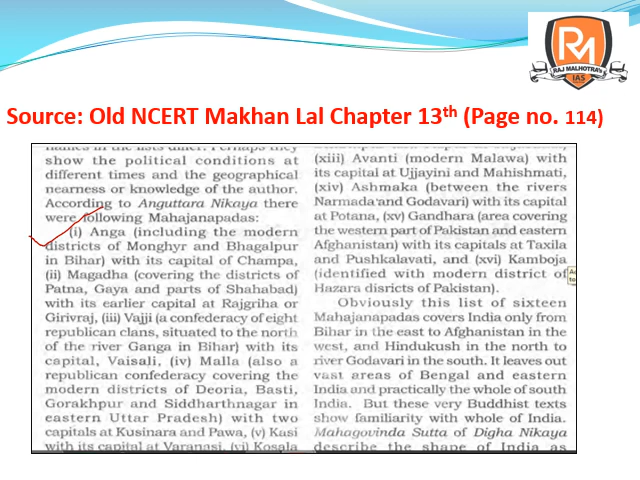 RM
RAJ MALHOTRA'S
IAS
Source: Old NCERT Makhan Lal Chapter 13th (Page no. 114)
names in the lists differ. Perhaps they
show the political conditions at
different times and the geographical
nearness or knowledge of the author.
According to Anguttara Nikaya there
were following Mahajanapadas:
(i) Anga (including the modern
districts of Monghyr and Bhagalpur
in Bihar) with its capital of Champa,
(ii) Magadha (covering the districts of
Patna, Gaya and parts of Shahabad)
with its earlier capital at Rajgriha or
Girivraj, (iii) Vajji (a confederacy of eight
republican clans, situated to the north
of the river Ganga in Bihar) with its
capital, Vaisali, (iv) Malla (also a
republican confederacy covering the
modern districts of Deoria, Basti,
Gorakhpur and Siddharthnagar in
eastern Uttar Pradesh) with two
capitals at Kusinara and Pawa, (v) Kasi
with its capital at Varanasi, (vi) Kosala
(xiii) Avanti (modern Malawa) with
its capital at Ujjayini and Mahishmati,
(xiv) Ashmaka (between the rivers
Narmada and Godavari) with its capital
at Potana, (xv) Gandhara (area covering
the western part of Pakistan and eastern
Afghanistan) with its capitals at Taxila
and Pushkalavati, and (xvi) Kamboja
(identified with modern district of
Hazara disricts of Pakistan).
Obviously this list of sixteen
Mahajanapadas covers India only from
Bihar in the east to Afghanistan in the
west, and Hindukush in the north to
river Godavari in the south. It leaves out
vast areas of Bengal and eastern
India and practically the whole of south
India. But these very Buddhist texts
show familiarity with whole of India.
Mahagovinda Sutta of Digha Nikaya
describe the shape of India as